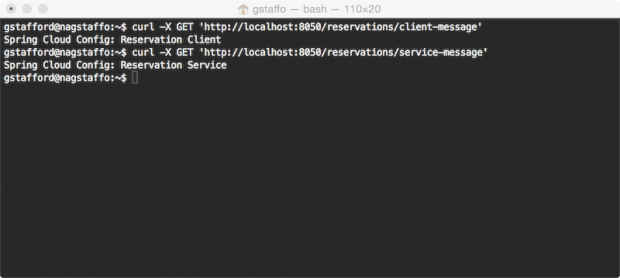 gstaffo — bash — 110×20
gstafford@nagstaffo:~$ curl -X GET 'http://localhost:8050/reservations/client-message'
Spring Cloud Config: Reservation Client
gstafford@nagstaffo:~$ curl -X GET 'http://localhost:8050/reservations/service-message'
Spring Cloud Config: Reservation Service
gstafford@nagstaffo:~$